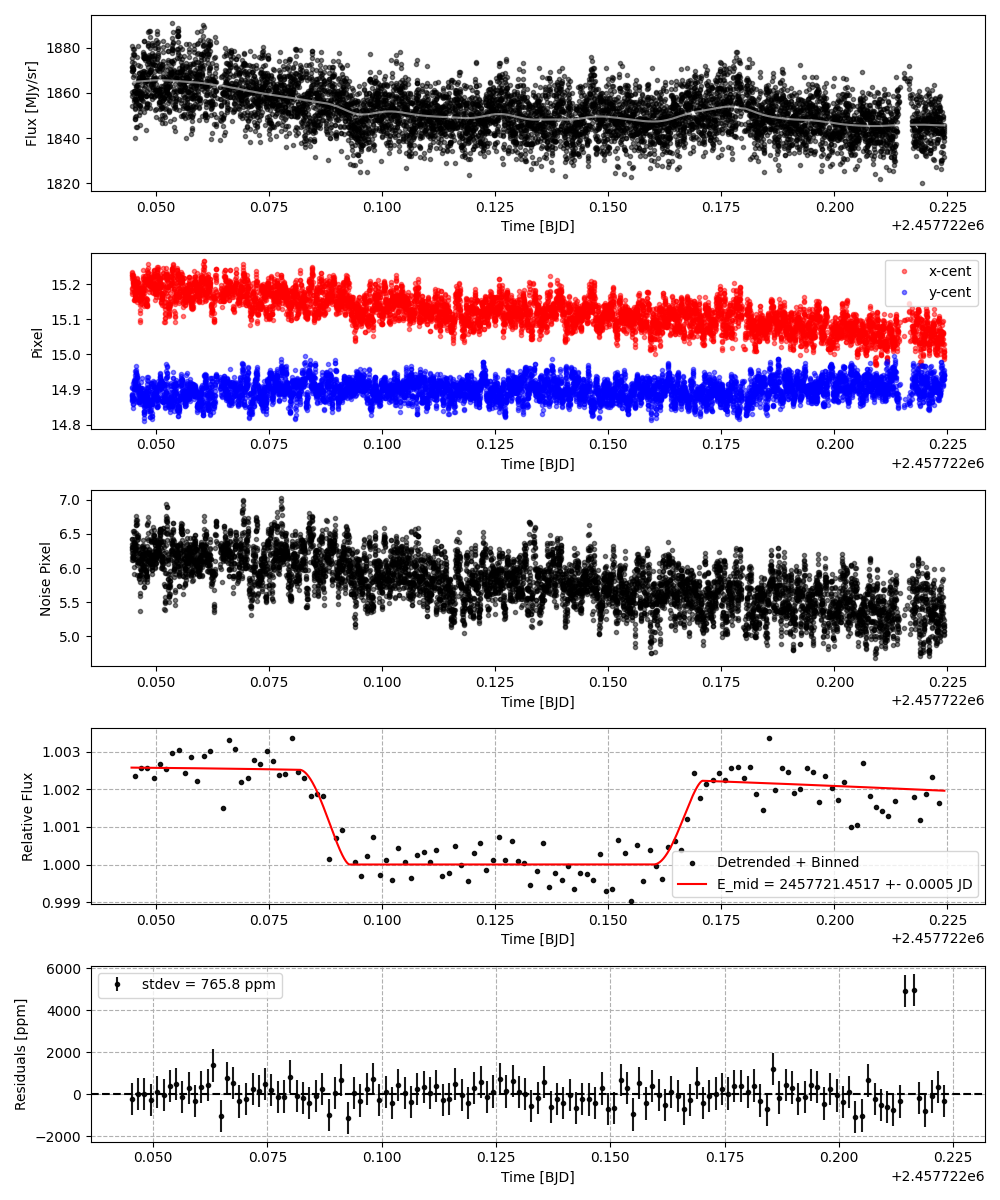 Flux [MJy/sr]
1880
1860
1840
1820
0.050 0.075 0.100 0.125 0.150 0.175 0.200 0.225
Time [BJD]
+2.457722e6
Pixel
15.2
15.1
15.0
14.9
14.8
x-cent
y-cent
0.050 0.075 0.100 0.125 0.150 0.175 0.200 0.225
Time [BJD]
+2.457722e6
Noise Pixel
7.0
6.5
6.0
5.5
5.0
0.050 0.075 0.100 0.125 0.150 0.175 0.200 0.225
Time [BJD]
+2.457722e6
Relative Flux
1.003
1.002
1.001
1.000
0.999
Detrended + Binned
E_mid = 2457721.4517 +- 0.0005 JD
0.050 0.075 0.100 0.125 0.150 0.175 0.200 0.225
Time [BJD]
+2.457722e6
Residuals [ppm]
6000
4000
2000
0
−2000
stdev = 765.8 ppm
0.050 0.075 0.100 0.125 0.150 0.175 0.200 0.225
Time [BJD]
+2.457722e6